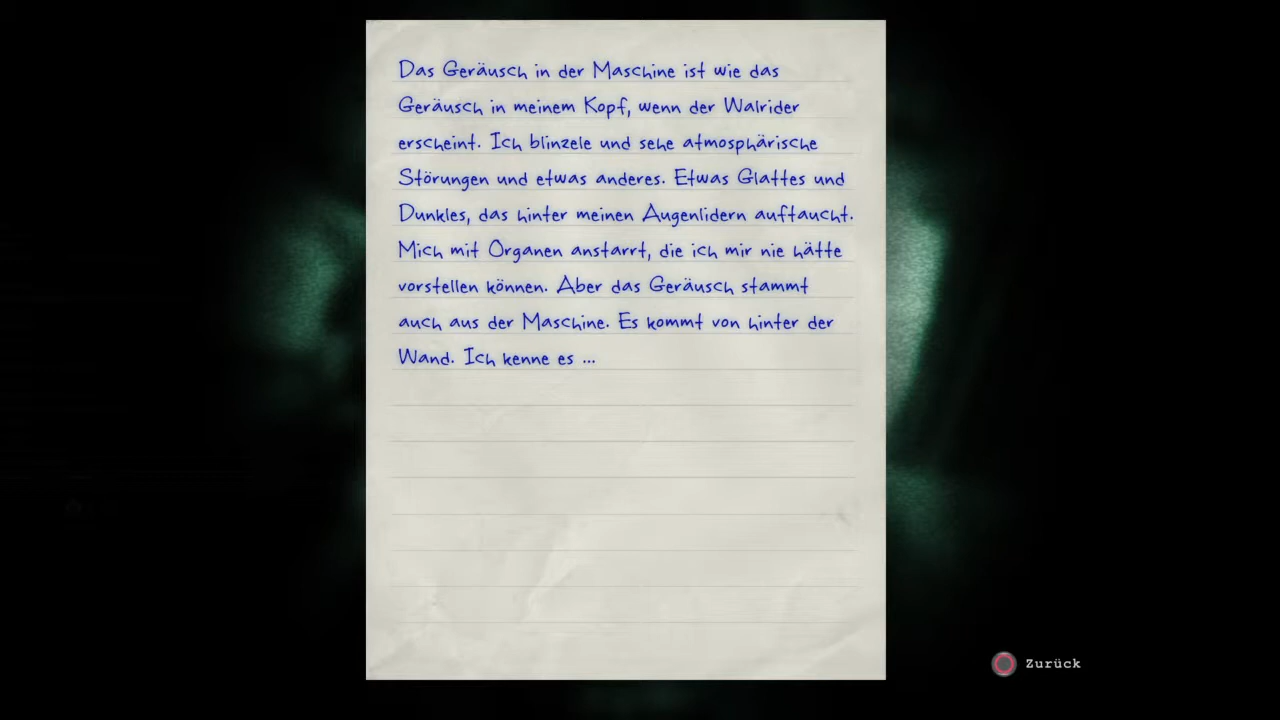 Das Geräusch in der Maschine ist wie das
Geräusch in meinem Kopf, wenn der Walrider
erscheint. Ich blinzele und sehe atmosphärische
Störungen und etwas anderes. Etwas Glattes und
Dunkles, das hinter meinen Augenlidern auftaucht.
Mich mit Organen anstarrt, die ich mir nie hätte
vorstellen können. Aber das Geräusch stammt
auch aus der Maschine. Es kommt von hinter der
Wand. Ich kenne es ...
Zurück